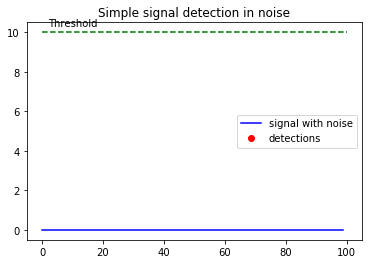 Simple signal detection in noise
Threshold
10
8
6
4
2
0
signal with noise
detections
0 20 40 60 80 100